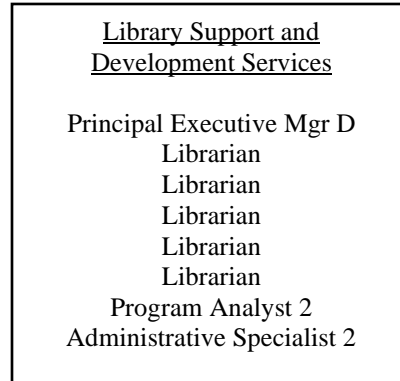 Library Support and
Development Services
Principal Executive Mgr D
Librarian
Librarian
Librarian
Librarian
Librarian
Program Analyst 2
Administrative Specialist 2